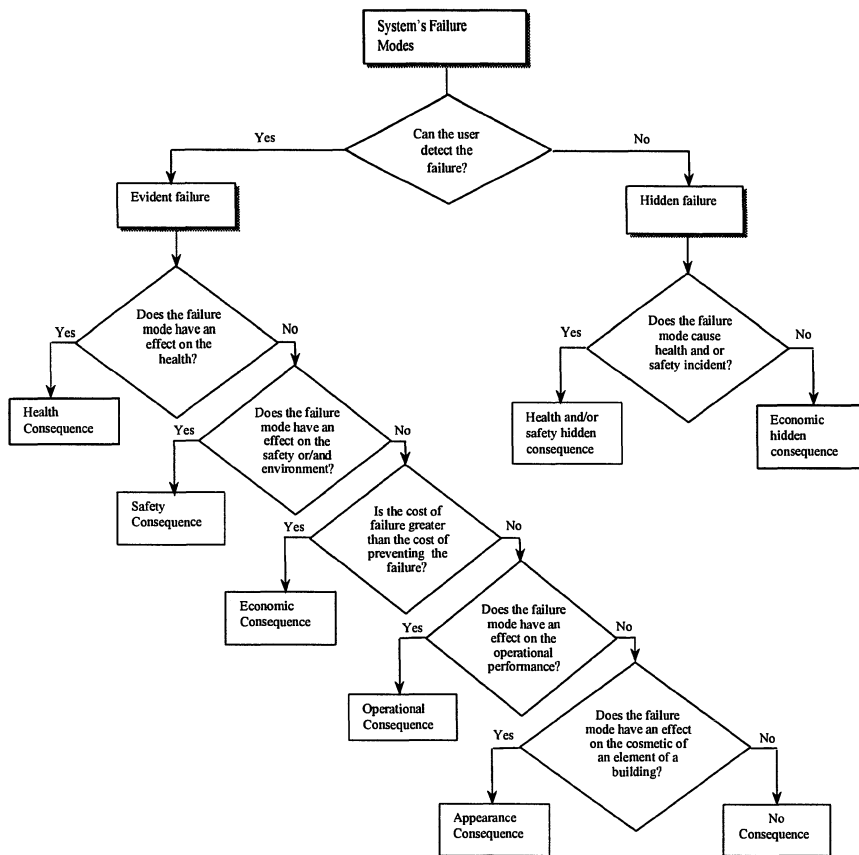 System's Failure
Modes
Can the user
detect the
failure?
Yes
No
Evident failure
Hidden failure
Does the failure
mode have an
effect on the
health?
Yes
No
Does the failure
mode cause
health and or
safety incident?
Yes
No
Health
Consequence
Does the failure
mode have an
effect on the
safety or/and
environment?
Yes
No
Health and/or
safety hidden
consequence
Economic
hidden
consequence
Safety
Consequence
Is the cost of
failure greater
than the cost of
preventing the
failure?
Yes
No
Economic
Consequence
Does the failure
mode have an
effect on the
operational
performance?
Yes
No
Operational
Consequence
Does the failure
mode have an effect
on the cosmetic of
an element of a
building?
Yes
No
Appearance
Consequence
No
Consequence